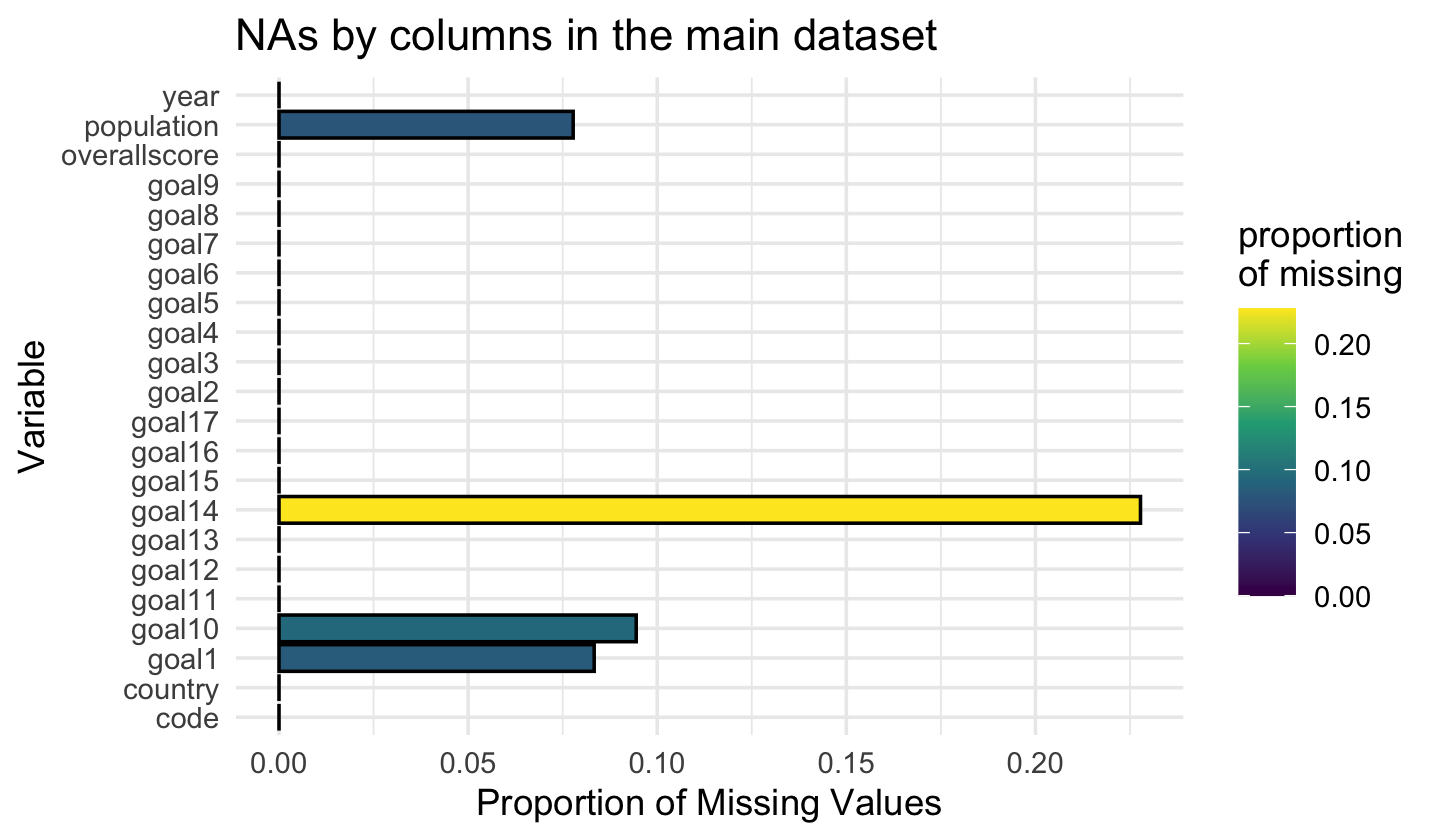 NAs by columns in the main dataset
Variable
year
population
overallscore
goal9
goal8
goal7
goal6
goal5
goal4
goal3
goal2
goal17
goal16
goal15
goal14
goal13
goal12
goal11
goal10
goal1
country
code
0.00 0.05 0.10 0.15 0.20
Proportion of Missing Values
proportion
of missing
0.20
0.15
0.10
0.05
0.00